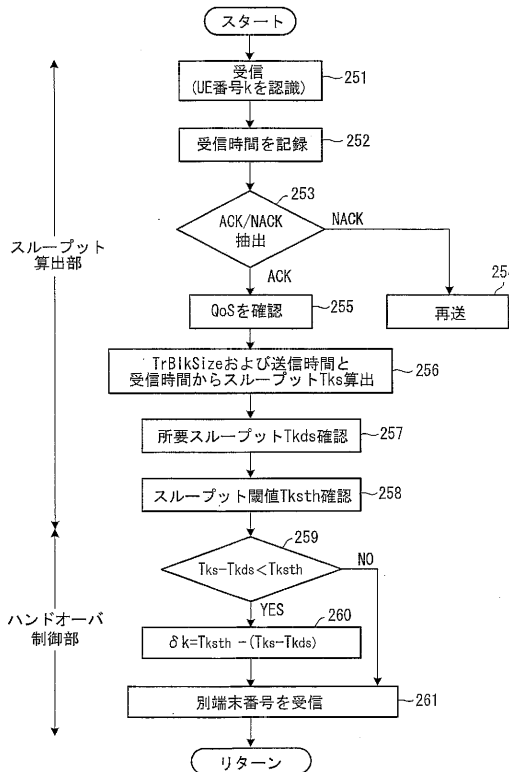 スタート
受信
(UE番号kを認識)
251
受信時間を記録
252
253
ACK/NACK
抽出
NACK
ACK
スループット
算出部
QoSを確認
255
再送
TrBlkSizeおよび送信時間と
受信時間からスループットTks算出
256
所要スループットTkds確認
257
スループット閾値Tksth確認
258
259
Tks-Tkds<Tksth
NO
YES
260
ハンドオーバ
制御部
δk=Tksth -(Tks-Tkds)
別端末番号を受信
261
リターン